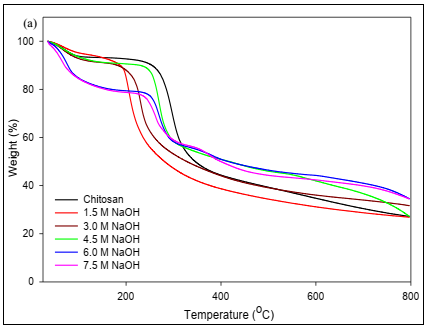 (a)
100
80
60
40
20
0
Weight (%)
Chitosan
1.5 M NaOH
3.0 M NaOH
4.5 M NaOH
6.0 M NaOH
7.5 M NaOH
200 400 600 800
Temperature (OC)